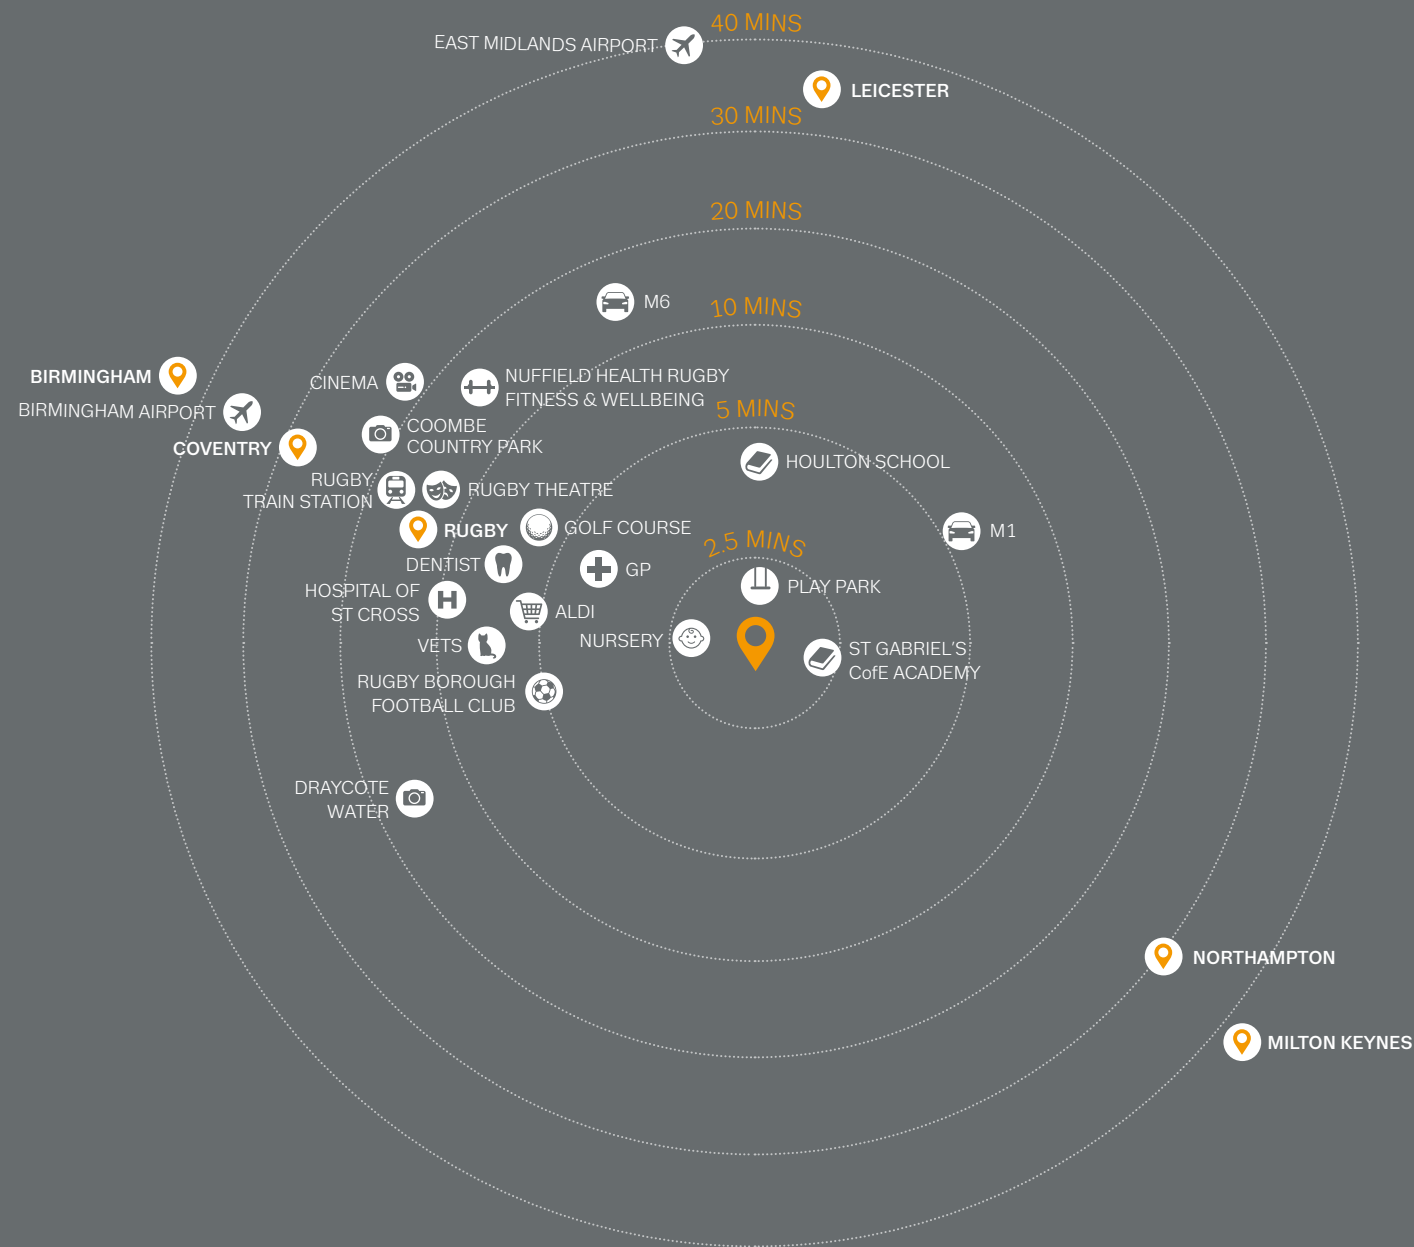 40 MINS
EAST MIDLANDS AIRPORT
LEICESTER
30 MINS
20 MINS
M6
10 MINS
BIRMINGHAM
CINEMA
NUFFIELD HEALTH RUGBY
FITNESS & WELLBEING
BIRMINGHAM AIRPORT
5 MINS
COOMBE
COUNTRY PARK
COVENTRY
HOULTON SCHOOL
RUGBY
TRAIN STATION
RUGBY THEATRE
RUGBY
GOLF COURSE
M1
2.5 MINS
DENTIST
GP
PLAY PARK
HOSPITAL OF
ST CROSS
H
ALDI
NURSERY
VETS
ST GABRIEL'S
CofE ACADEMY
RUGBY BOROUGH
FOOTBALL CLUB
DRAYCOTE
WATER
NORTHAMPTON
MILTON KEYNES